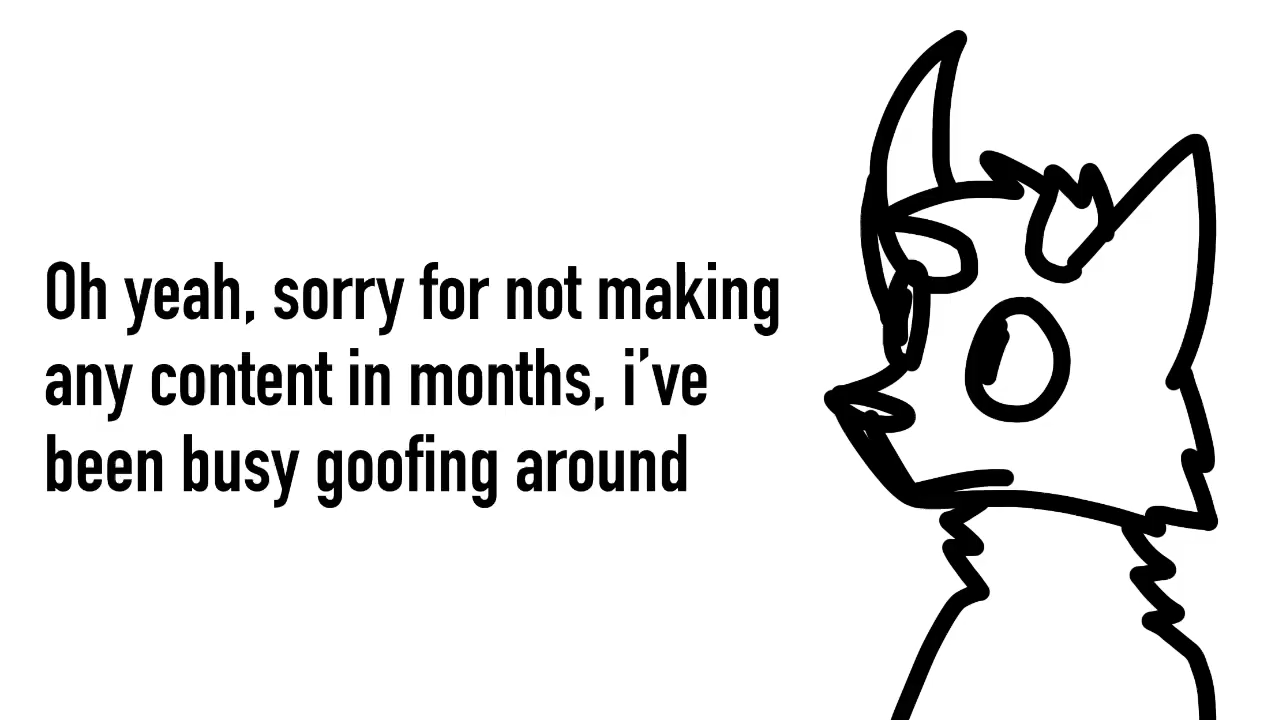 Oh yeah, sorry for not making
any content in months, i´ve
been busy goofing around